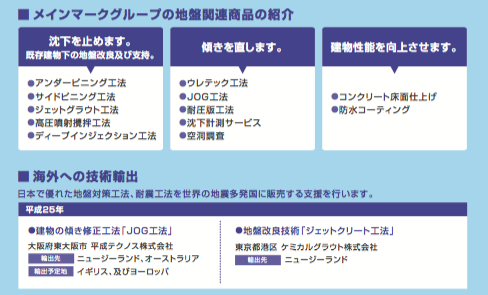 ■ メインマークグループの地盤関連商品の紹介
沈下を止めます。
既存建物下の地盤改良及び支持。
●アンダーピニング工法
●サイドピニング工法
●ジェットグラウト工法
●高圧噴射攪拌工法
●ディープインジェクション工法
傾きを直します。
●ウレテック工法
●JOG工法
●耐圧版工法
●沈下計測サービス
●空洞調査
建物性能を向上させます。
●コンクリート床面仕上げ
●防水コーティング
■ 海外への技術輸出
日本で優れた地盤対策工法、耐震工法を世界の地震多発国に販売する支援を行います。
平成25年
●建物の傾き修正工法「JOG工法」
大阪府東大阪市 平成テクノス株式会社
輸出先 ニュージーランド、オーストラリア
輸出予定地 イギリス、及びヨーロッパ
●地盤改良技術「ジェットクリート工法」
東京都港区 ケミカルグラウト株式会社
輸出先 ニュージーランド